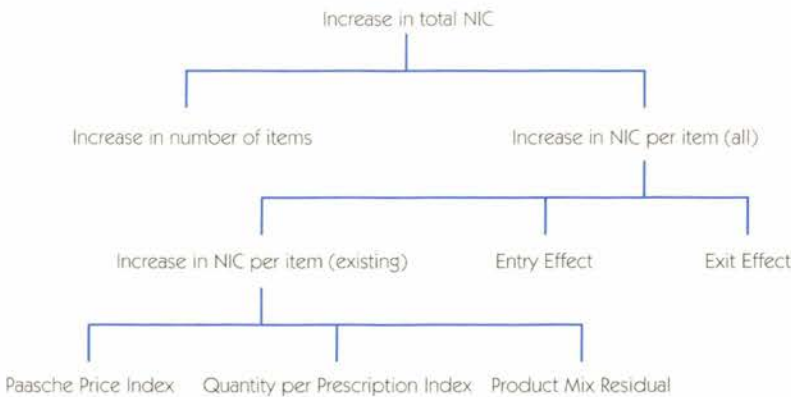 Increase in total NIC
Increase in number of items
Increase in NIC per item (all)
Increase in NIC per item (existing)
Entry Effect
Exit Effect
Paasche Price Index
Quantity per Prescription Index
Product Mix Residual